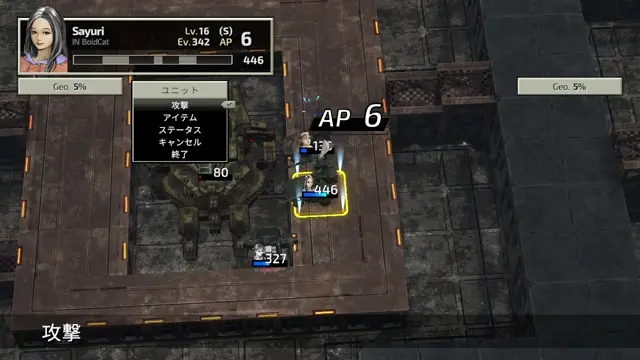 Sayuri Lv.16 (S)
IN BoldCat Ev.342 AP 6
446
Geo. 5%
Geo. 5%
ユニット
攻撃
アイテム
ステータス
キャンセル
終了
AP 6
80
446
327
攻撃